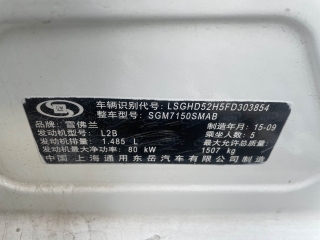 车辆识别代号: LSGHD52H5FD303854
整车型号: SGM7150SMAB
品牌: 雪佛兰 制造年月: 15-09
发动机型号: L2B 乘坐人数: 5
发动机排量: 1.485 L 最大允许总质量:
发动机最大净功率: 80 kW 1507 kg
中国 上海通用东岳汽车有限公司制造